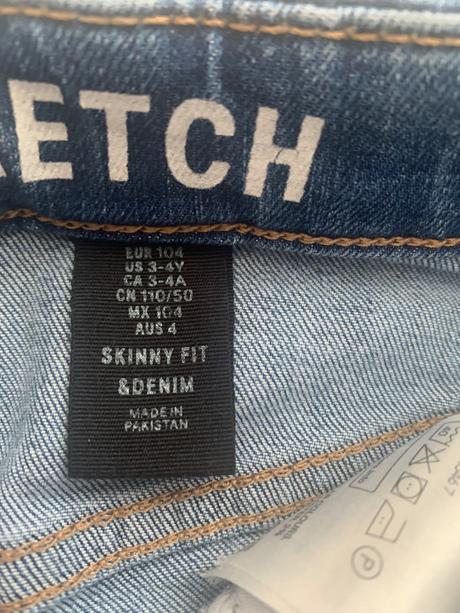 ETCH
EUR 104
US 3-4Y
CA 3-4A
CN 110/50
MX 104
AUS 4
SKINNY FIT
&DENIM
MADE IN
PAKISTAN
P